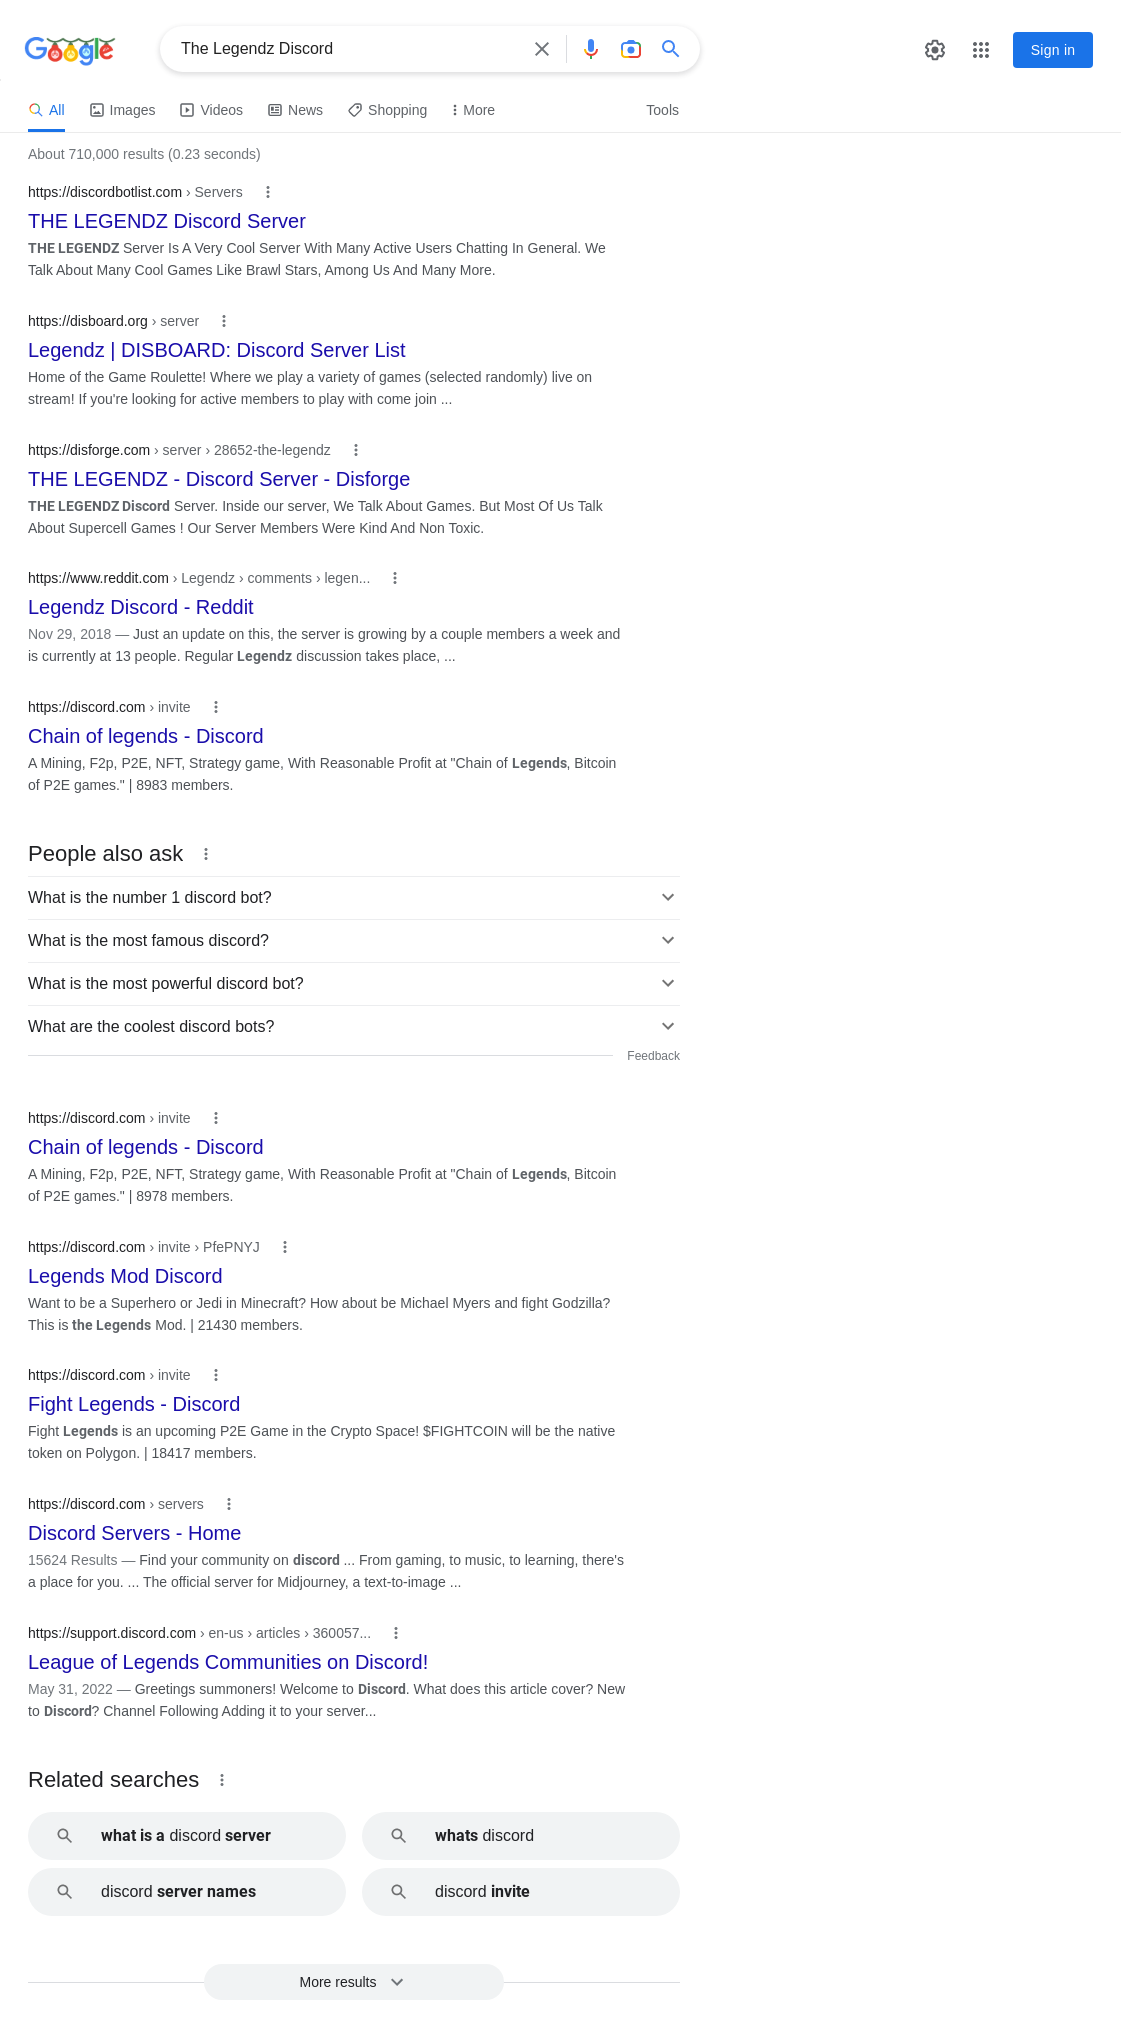 Google
The Legendz Discord
Sign in
All Images Videos News Shopping More Tools
About 710,000 results (0.23 seconds)
https://discordbotlist.com › Servers
THE LEGENDZ Discord Server
THE LEGENDZ Server Is A Very Cool Server With Many Active Users Chatting In General. We
Talk About Many Cool Games Like Brawl Stars, Among Us And Many More.
https://disboard.org › server
Legendz | DISBOARD: Discord Server List
Home of the Game Roulette! Where we play a variety of games (selected randomly) live on
stream! If you're looking for active members to play with come join ...
https://disforge.com › server › 28652-the-legendz
THE LEGENDZ - Discord Server - Disforge
THE LEGENDZ Discord Server. Inside our server, We Talk About Games. But Most Of Us Talk
About Supercell Games ! Our Server Members Were Kind And Non Toxic.
https://www.reddit.com › Legendz › comments › legen...
Legendz Discord - Reddit
Nov 29, 2018 — Just an update on this, the server is growing by a couple members a week and
is currently at 13 people. Regular Legendz discussion takes place, ...
https://discord.com › invite
Chain of legends - Discord
A Mining, F2p, P2E, NFT, Strategy game, With Reasonable Profit at "Chain of Legends, Bitcoin
of P2E games." | 8983 members.
People also ask
What is the number 1 discord bot?
What is the most famous discord?
What is the most powerful discord bot?
What are the coolest discord bots?
Feedback
https://discord.com › invite
Chain of legends - Discord
A Mining, F2p, P2E, NFT, Strategy game, With Reasonable Profit at "Chain of Legends, Bitcoin
of P2E games." | 8978 members.
https://discord.com › invite › PfePNYJ
Legends Mod Discord
Want to be a Superhero or Jedi in Minecraft? How about be Michael Myers and fight Godzilla?
This is the Legends Mod. | 21430 members.
https://discord.com › invite
Fight Legends - Discord
Fight Legends is an upcoming P2E Game in the Crypto Space! $FIGHTCOIN will be the native
token on Polygon. | 18417 members.
https://discord.com › servers
Discord Servers - Home
15624 Results — Find your community on discord ... From gaming, to music, to learning, there's
a place for you. ... The official server for Midjourney, a text-to-image ...
https://support.discord.com › en-us › articles › 360057...
League of Legends Communities on Discord!
May 31, 2022 — Greetings summoners! Welcome to Discord. What does this article cover? New
to Discord? Channel Following Adding it to your server...
Related searches
what is a discord server
whats discord
discord server names
discord invite
More results